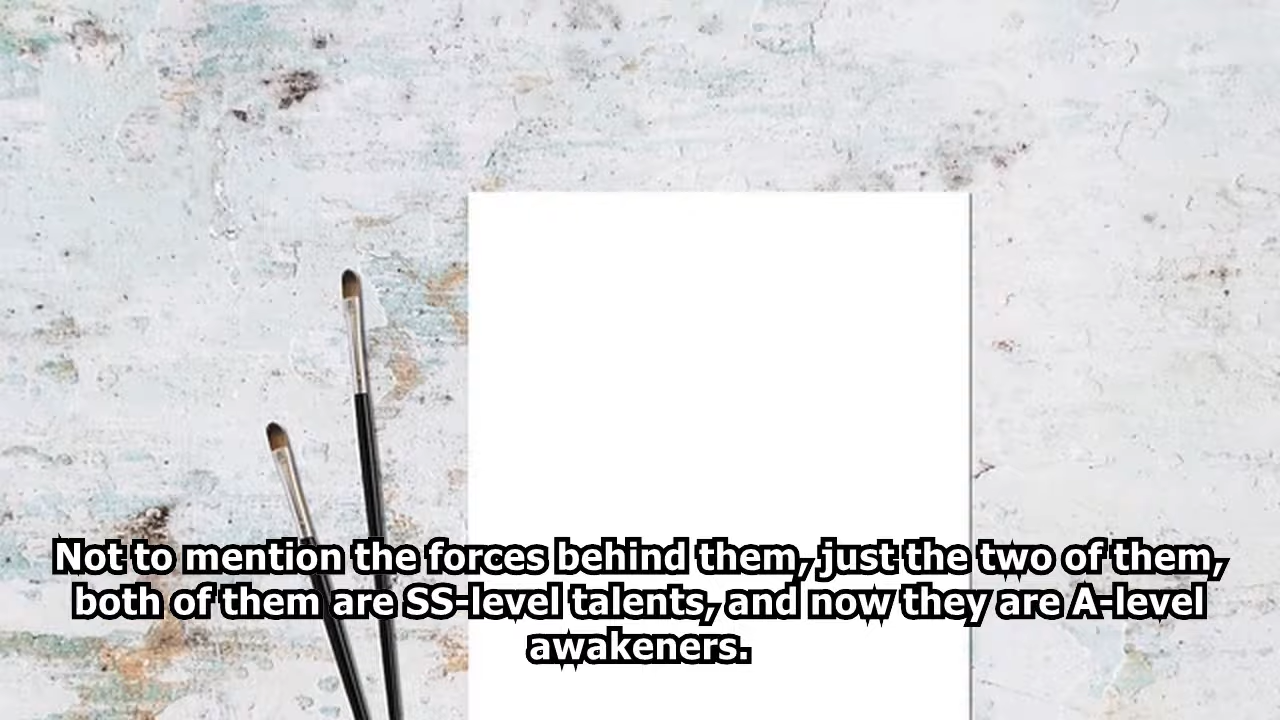 Not to mention the forces behind them, just the two of them,
both of them are SS-level talents, and now they are A-level
awakeners.